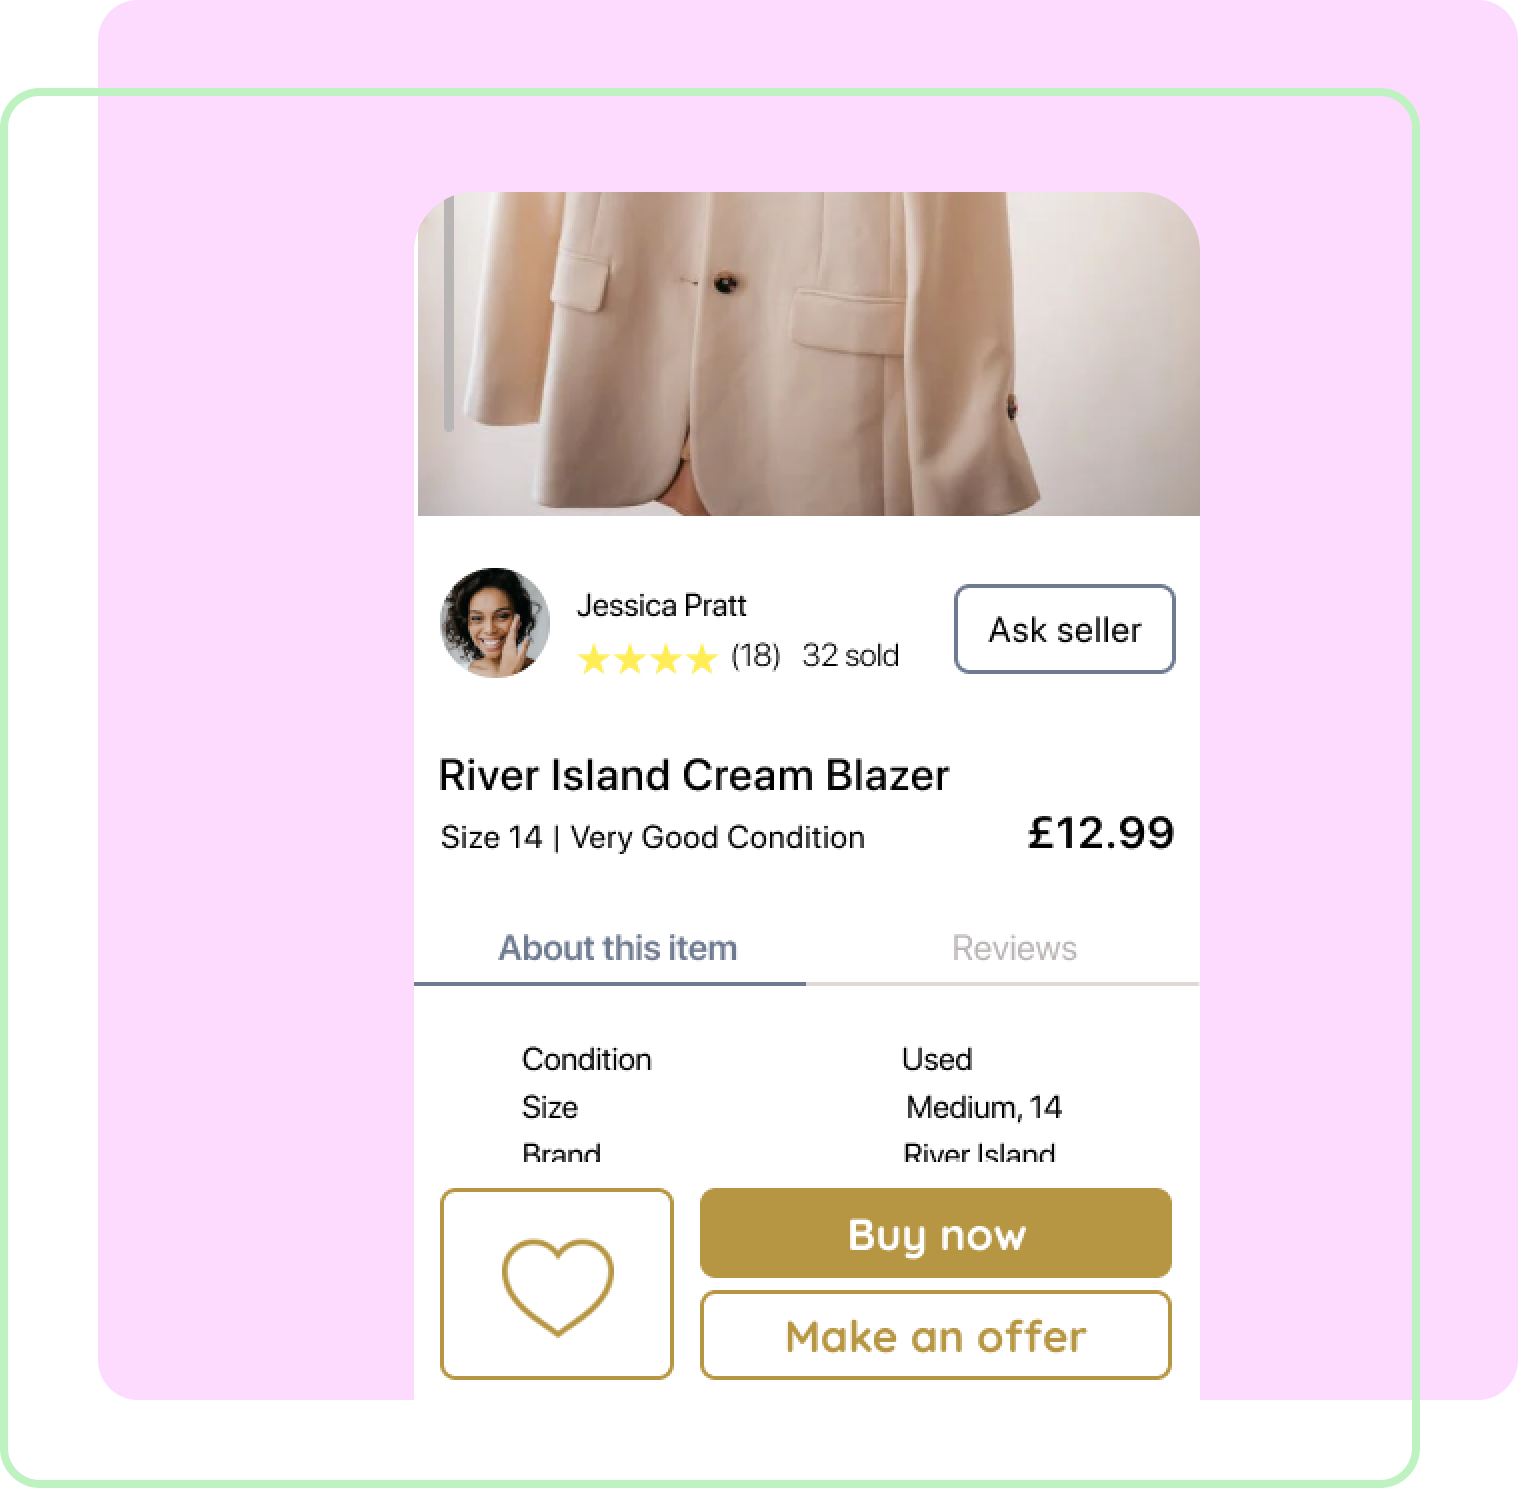 Jessica Pratt
(18) 32 sold
Ask seller
River Island Cream Blazer
Size 14 | Very Good Condition
£12.99
About this item
Reviews
Condition
Used
Size
Medium, 14
Brand
River Island
Buy now
Make an offer